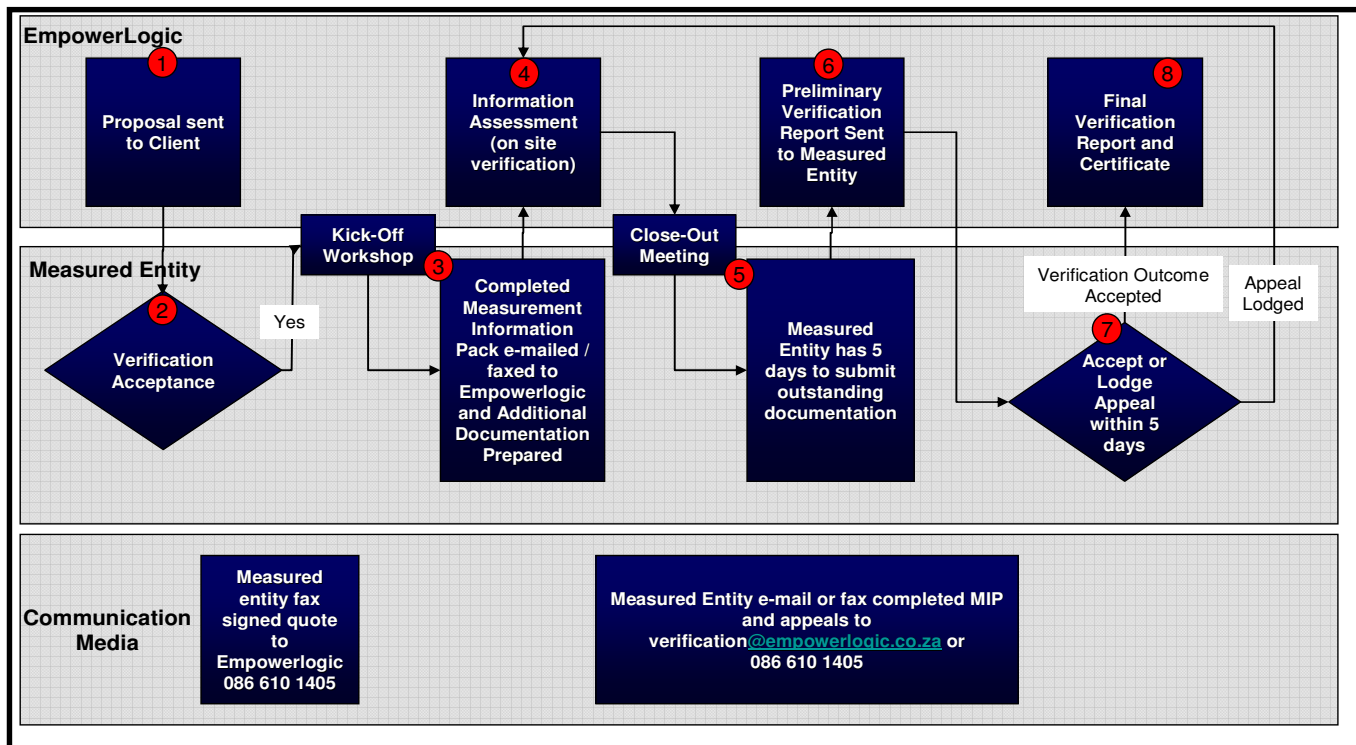 EmpowerLogic
1
Proposal sent
to Client
4
Information
Assessment
(on site
verification)
6
Preliminary
Verification
Report Sent
to Measured
Entity
8
Final
Verification
Report and
Certificate
Kick-Off
Workshop
Close-Out
Meeting
Measured Entity
2
Verification
Acceptance
Yes
3
Completed
Measurement
Information
Pack e-mailed /
faxed to
Empowerlogic
and Additional
Documentation
Prepared
5
Measured
Entity has 5
days to submit
outstanding
documentation
Verification Outcome
Accepted
Appeal
Lodged
7
Accept or
Lodge
Appeal
within 5
days
Communication
Media
Measured
entity fax
signed quote
to
Empowerlogic
086 610 1405
Measured Entity e-mail or fax completed MIP
and appeals to
verification@empowerlogic.co.za or
086 610 1405